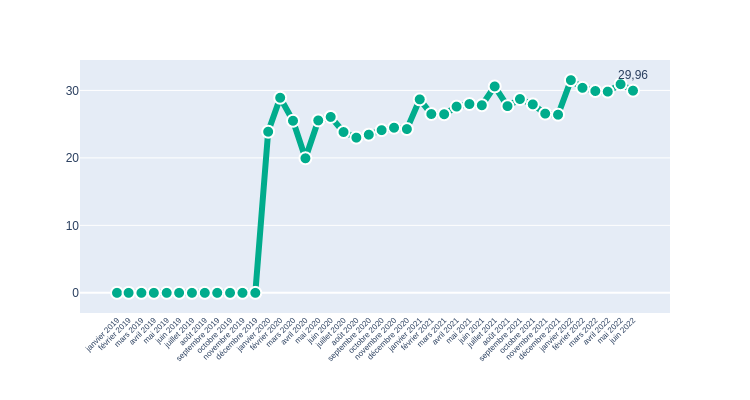 29,96
30
20
10
0
janvier 2019
février 2019
mars 2019
avril 2019
mai 2019
juin 2019
juillet 2019
août 2019
septembre 2019
octobre 2019
novembre 2019
décembre 2019
janvier 2020
février 2020
mars 2020
avril 2020
mai 2020
juin 2020
juillet 2020
août 2020
septembre 2020
octobre 2020
novembre 2020
décembre 2020
janvier 2021
février 2021
mars 2021
avril 2021
mai 2021
juin 2021
juillet 2021
août 2021
septembre 2021
octobre 2021
novembre 2021
décembre 2021
janvier 2022
février 2022
mars 2022
avril 2022
mai 2022
juin 2022